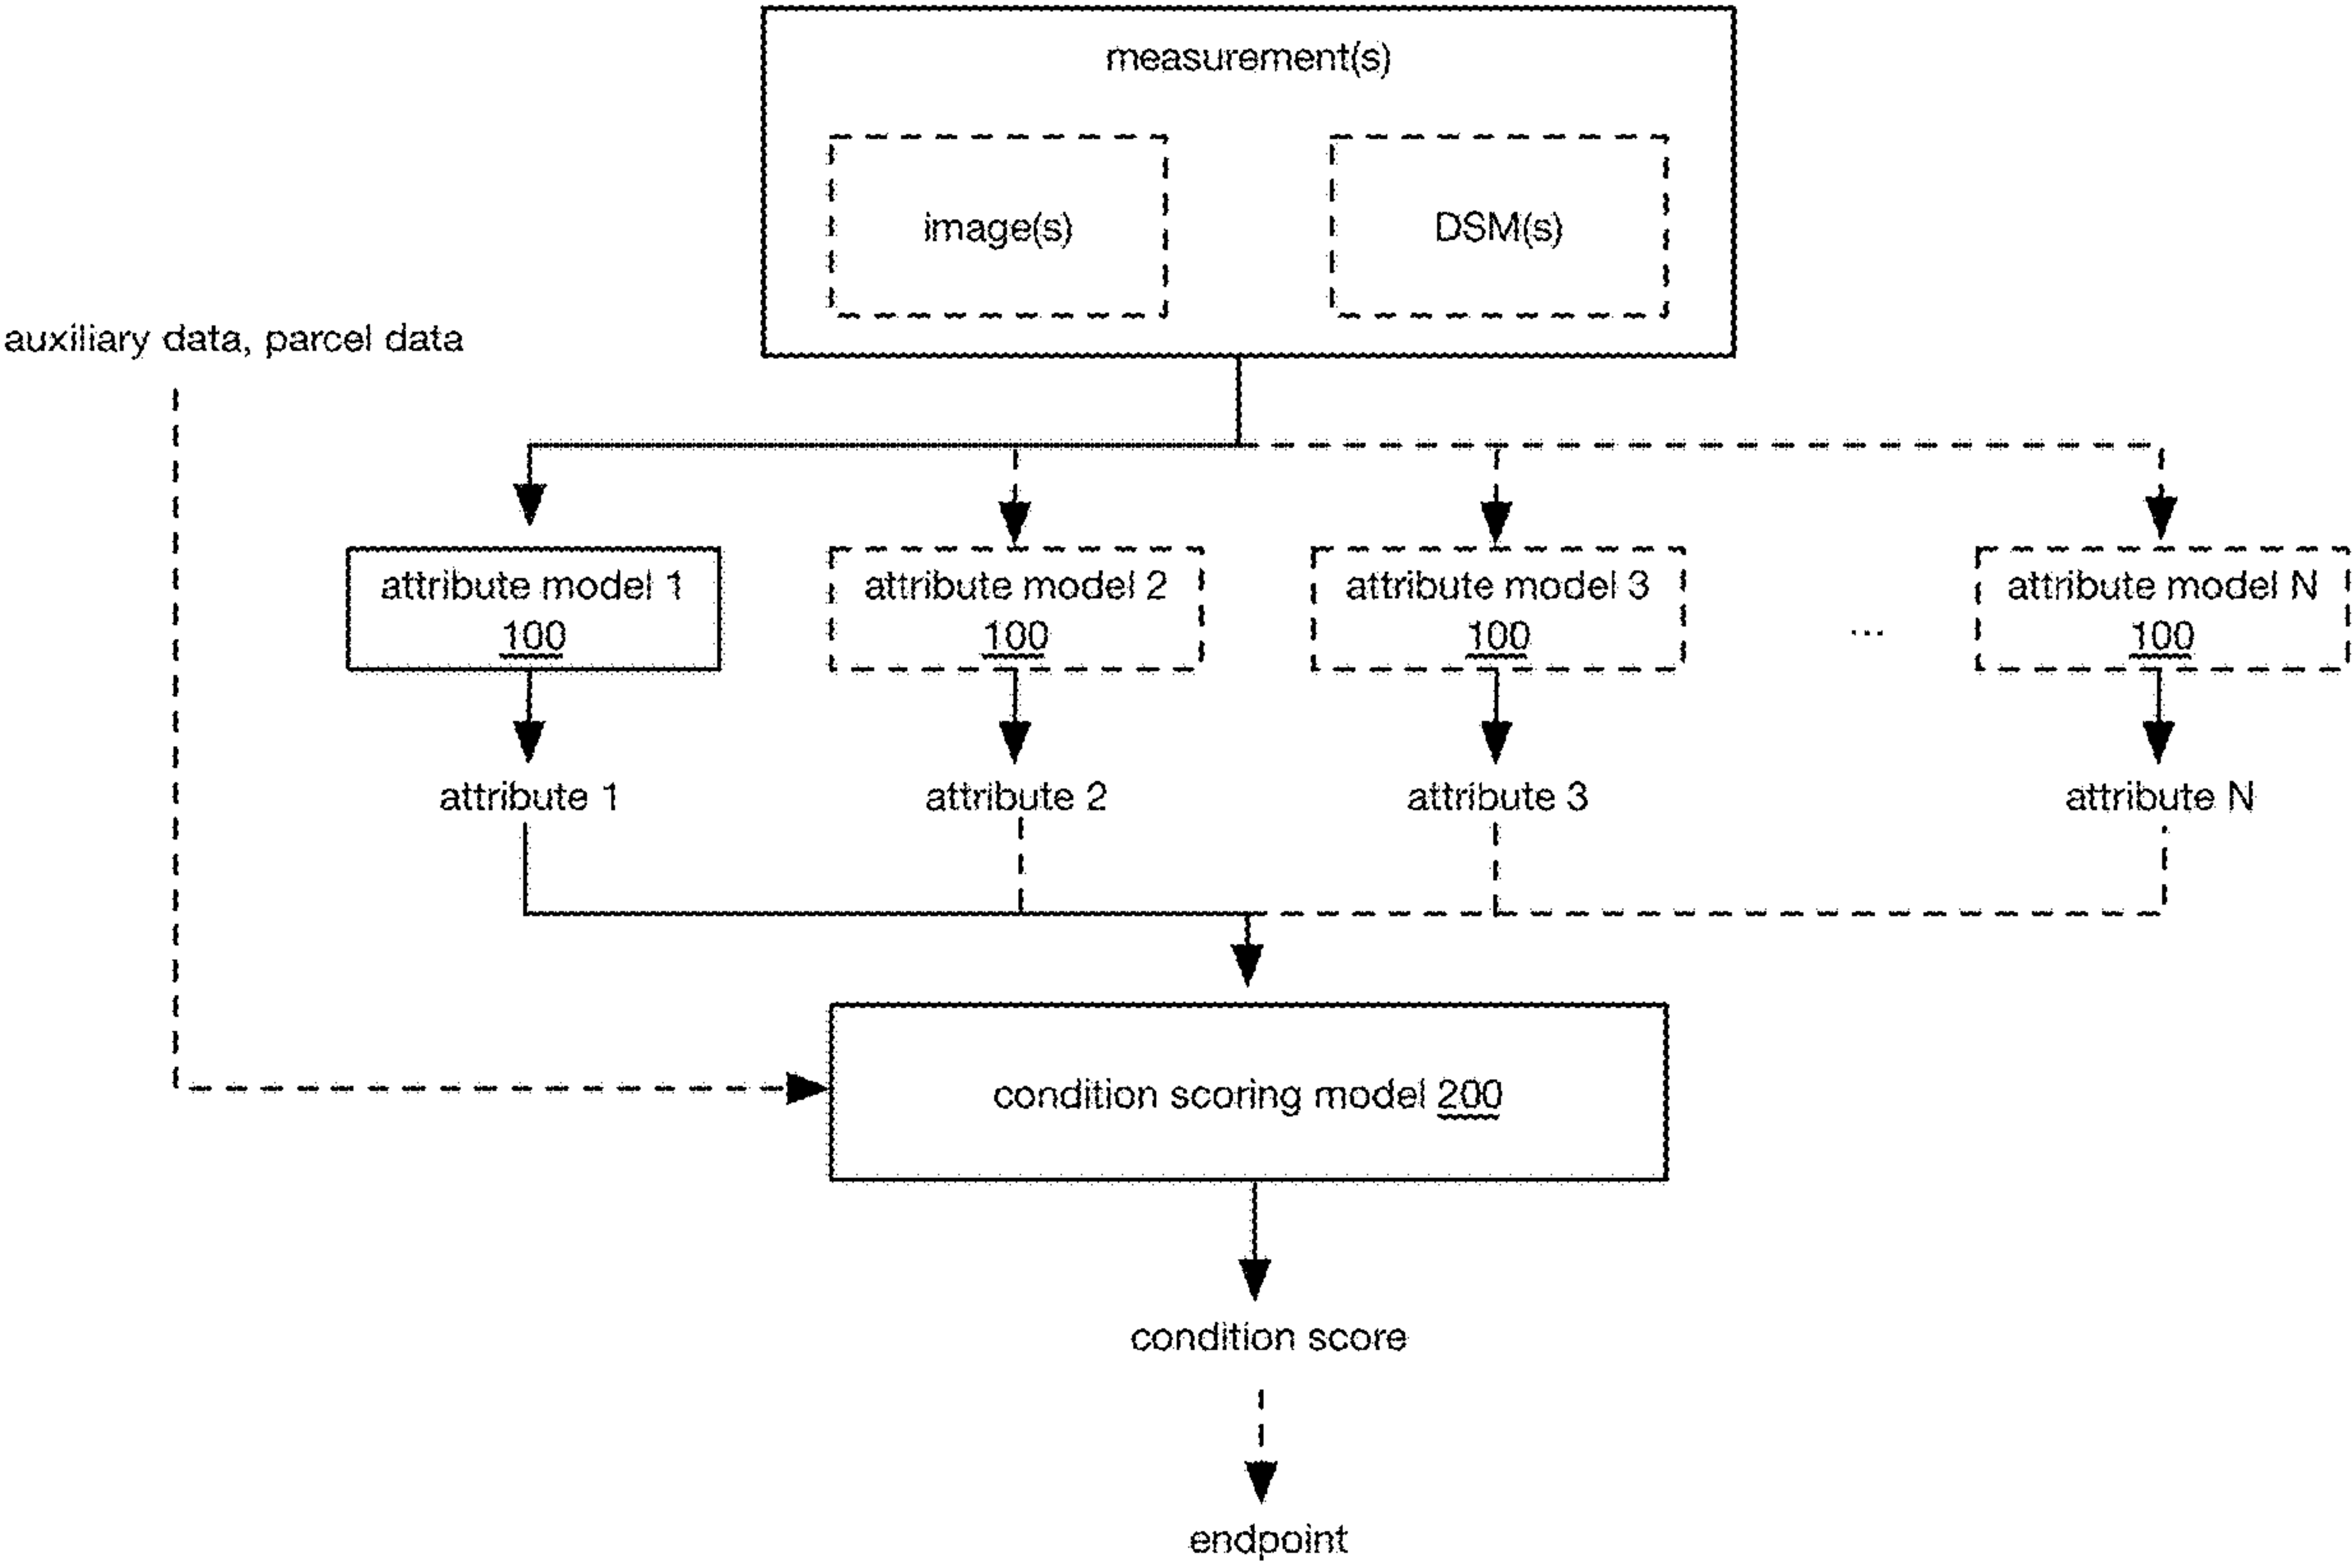 measurement(s)
image(s)
DSM(s)
auxiliary data, parcel data
attribute model 1
100
attribute model 2
100
attribute model 3
100
...
attribute model N
100
attribute 1
attribute 2
attribute 3
attribute N
condition scoring model 200
condition score
endpoint